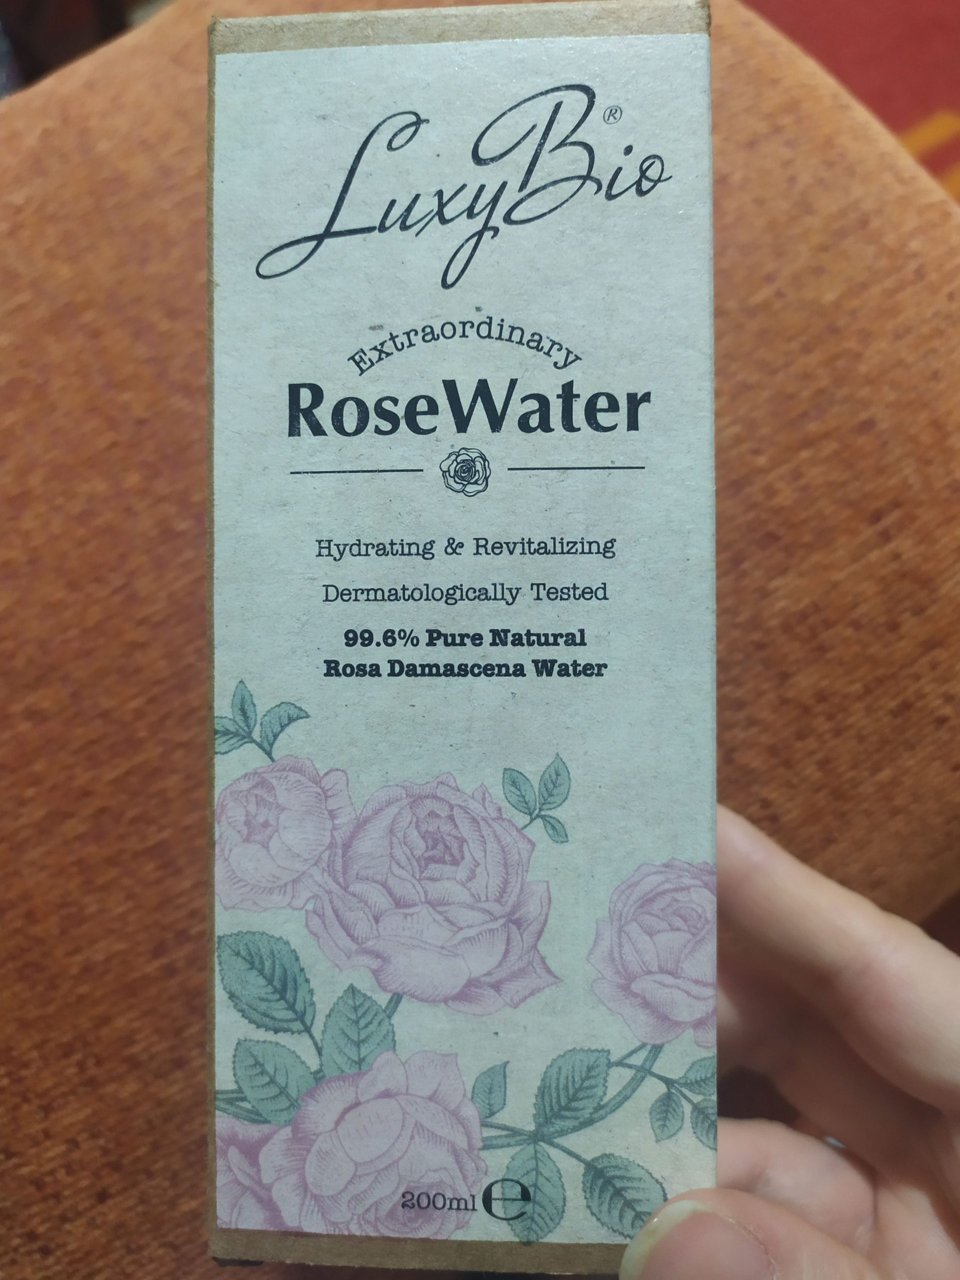 LuxyBio®
Extraordinary
RoseWater
Hydrating & Revitalizing
Dermatologically Tested
99.6% Pure Natural
Rosa Damascena Water
200ml ℮